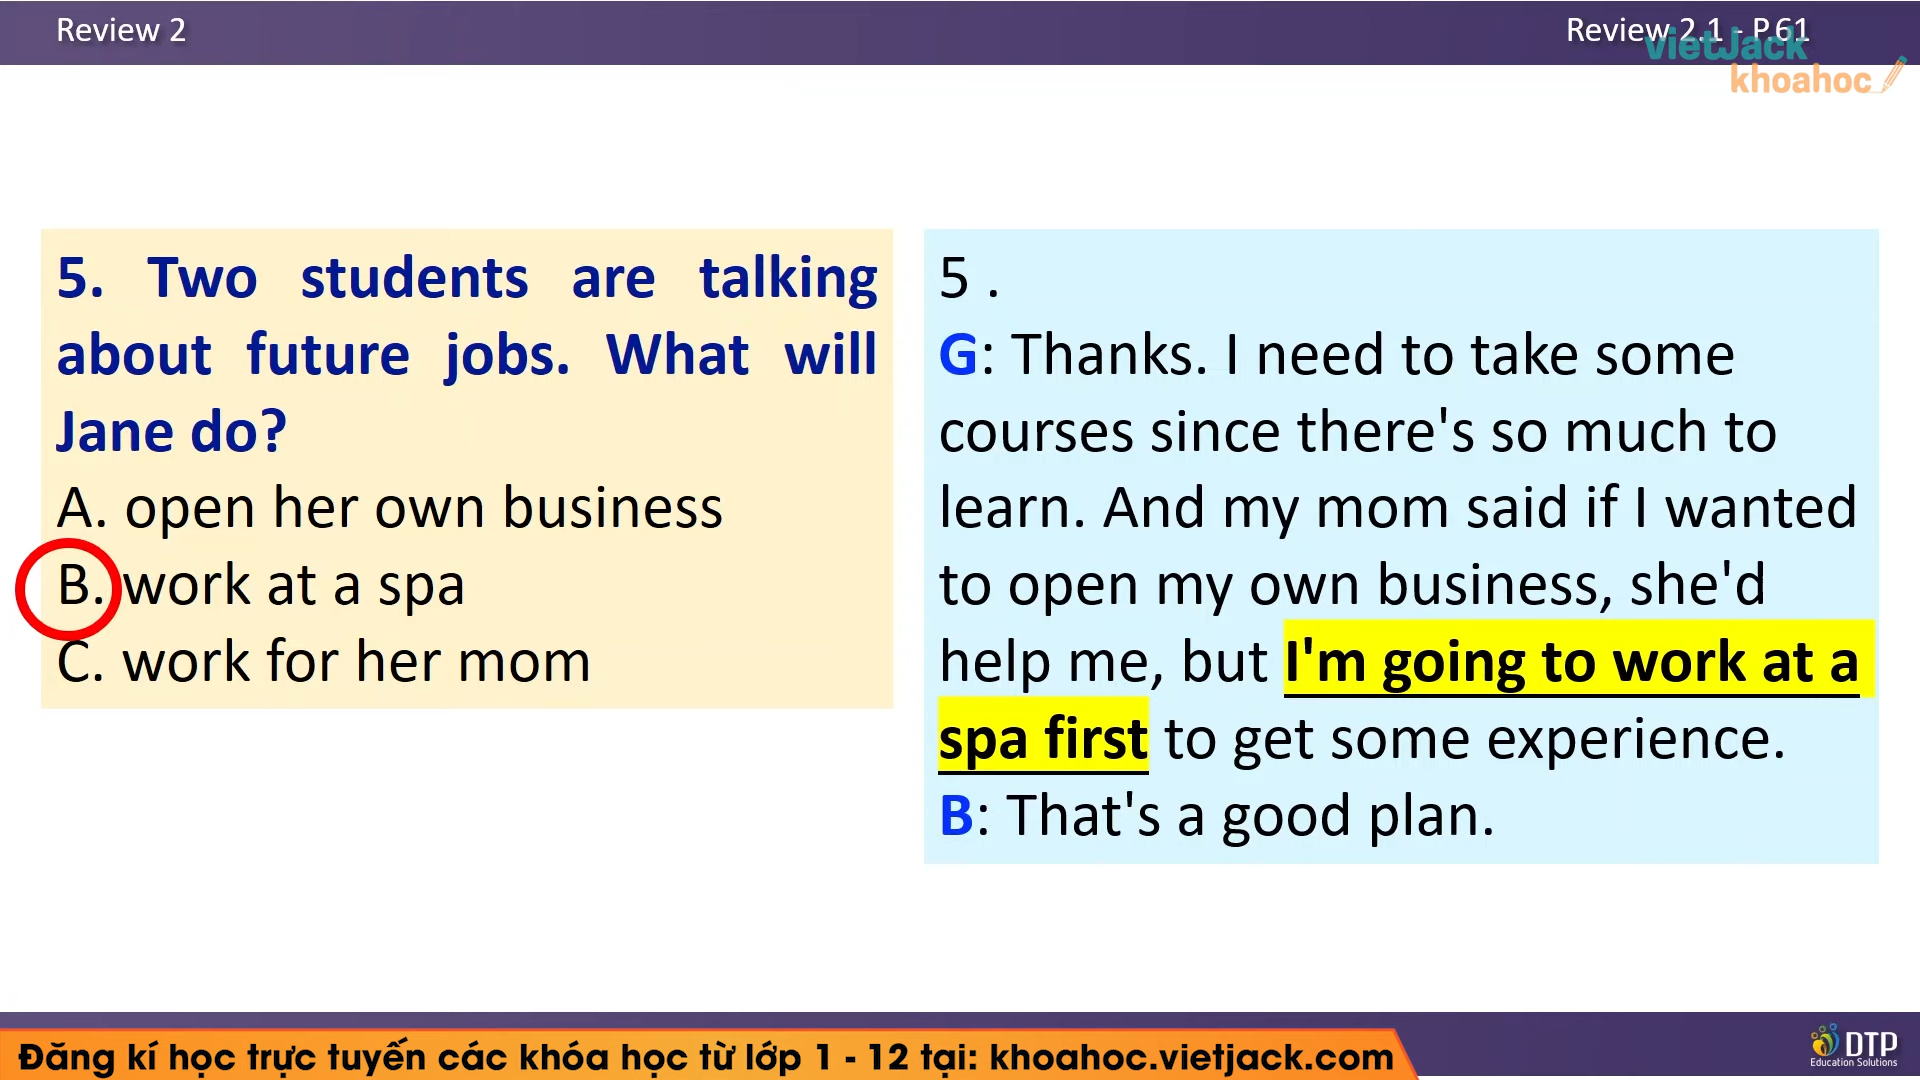 Review 2
Review 2.1 - P.61
vietJack
khoahoc
5. Two students are talking
about future jobs. What will
Jane do?
A. open her own business
B. work at a spa
C. work for her mom
5 .
G: Thanks. I need to take some
courses since there's so much to
learn. And my mom said if I wanted
to open my own business, she'd
help me, but I'm going to work at a
spa first to get some experience.
B: That's a good plan.
Đăng kí học trực tuyến các khóa học từ lớp 1 - 12 tại: khoahoc.vietjack.com
DTP
Education Solutions